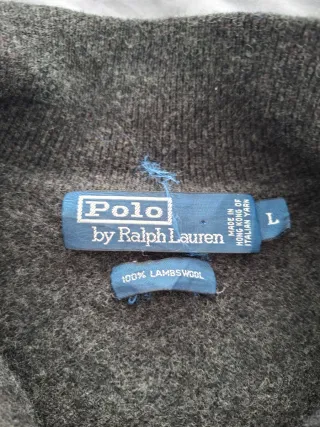 Polo
by Ralph Lauren
MADE IN
HONG KONG OF
ITALIAN YARN
L
100% LAMBSWOOL